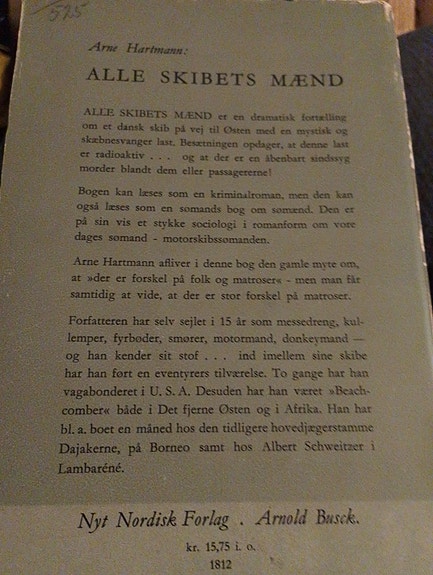 595
Arne Hartmann:
ALLE SKIBETS MÆND
ALLE SKIBETS MÆND er en dramatisk fortælling
om et dansk skib på vej til Østen med en mystisk og
skæbnesvanger last. Besætningen opdager, at denne last
er radioaktiv . . . og at der er en åbenbart sindssyg
morder blandt dem eller passagererne!
Bogen kan læses som en kriminalroman, men den kan
også læses som en sømands bog om sømænd. Den er
på sin vis et stykke sociologi i romanform om vore
dages sømand - motorskibssømanden.
Arne Hartmann afliver i denne bog den gamle myte om,
at »der er forskel på folk og matroser« - men man får
samtidig at vide, at der er stor forskel på matroser.
Forfatteren har selv sejlet i 15 år som messedreng, kul-
lemper, fyrbøder, smører, motormand, donkeymand —
og han kender sit stof . . . ind imellem sine skibe
har han ført en eventyrers tilværelse. To gange har han
vagabonderet i U. S. A. Desuden har han været »Beach-
comber« både i Det fjerne Østen og i Afrika. Han har
bl. a. boet en måned hos den tidligere hovedjægerstamme
Dajakerne, på Borneo samt hos Albert Schweitzer i
Lambaréné.
Nyt Nordisk Forlag . Arnold Busck.
kr. 15,75 i. o.
1812